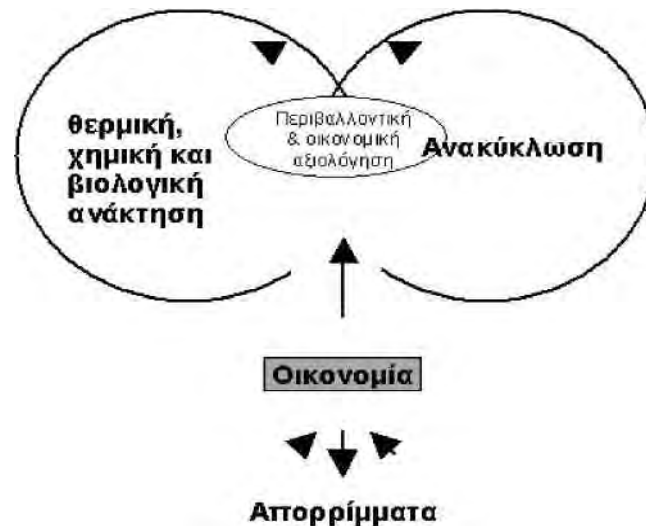 θερμική,
χημική και
βιολογική
ανάκτηση
Περιβαλλοντική
& οικονομική
αξιολόγηση
Ανακύκλωση
Οικονομία
Απορρίμματα